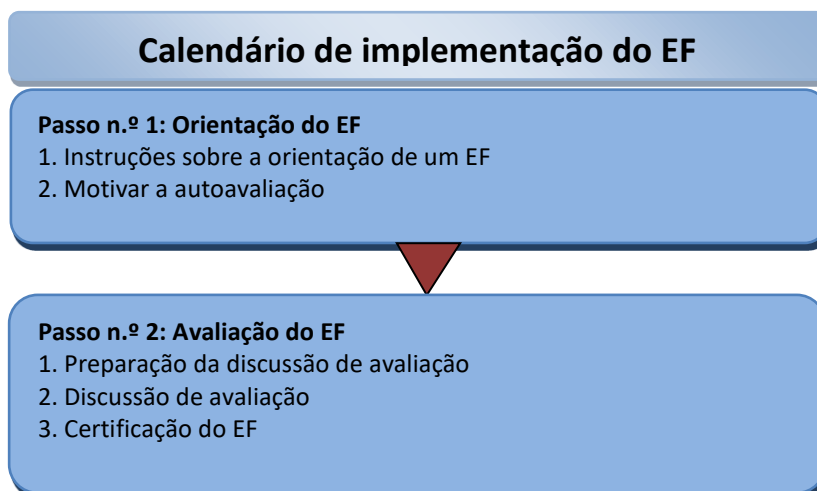 Calendário de implementação do EF
Passo n.º 1: Orientação do EF
1. Instruções sobre a orientação de um EF
2. Motivar a autoavaliação
Passo n.º 2: Avaliação do EF
1. Preparação da discussão de avaliação
2. Discussão de avaliação
3. Certificação do EF